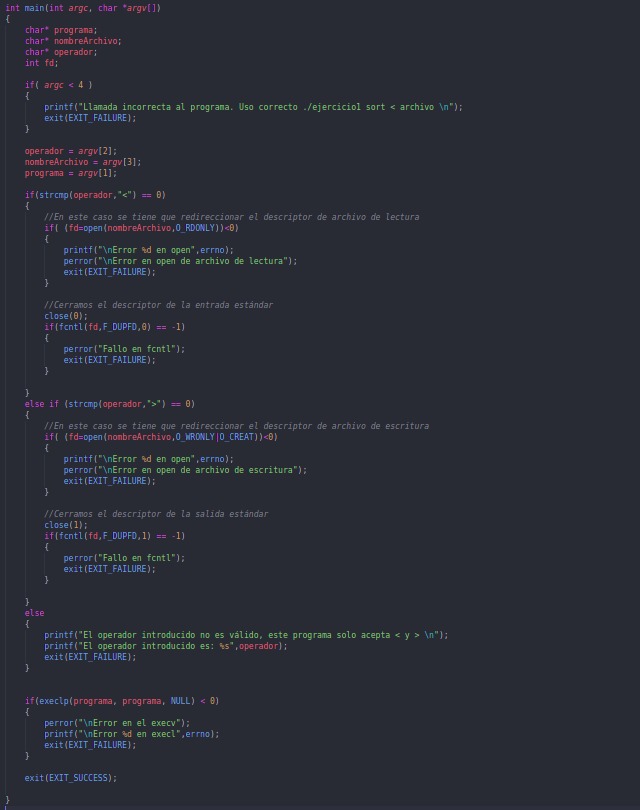 int main(int argc, char *argv[])
{
    char* programa;
    char* nombreArchivo;
    char* operador;
    int fd;

    if( argc < 4 )
    {
        printf("Llamada incorrecta al programa. Uso correcto ./ejercicio1 sort < archivo \n");
        exit(EXIT_FAILURE);
    }

    operador = argv[2];
    nombreArchivo = argv[3];
    programa = argv[1];

    if(strcmp(operador,"<") == 0)
    {
        //En este caso se tiene que redireccionar el descriptor de archivo de lectura
        if( (fd=open(nombreArchivo,O_RDONLY))<0)
        {
            printf("\nError %d en open",errno);
            perror("\nError en open de archivo de lectura");
            exit(EXIT_FAILURE);
        }

        //Cerramos el descriptor de la entrada estándar
        close(0);
        if(fcntl(fd,F_DUPFD,0) == -1)
        {
            perror("Fallo en fcntl");
            exit(EXIT_FAILURE);
        }

    }
    else if (strcmp(operador,">") == 0)
    {
        //En este caso se tiene que redireccionar el descriptor de archivo de escritura
        if( (fd=open(nombreArchivo,O_WRONLY|O_CREAT))<0)
        {
            printf("\nError %d en open",errno);
            perror("\nError en open de archivo de escritura");
            exit(EXIT_FAILURE);
        }

        //Cerramos el descriptor de la salida estándar
        close(1);
        if(fcntl(fd,F_DUPFD,1) == -1)
        {
            perror("Fallo en fcntl");
            exit(EXIT_FAILURE);
        }

    }
    else
    {
        printf("El operador introducido no es válido, este programa solo acepta < y > \n");
        printf("El operador introducido es: %s",operador);
        exit(EXIT_FAILURE);
    }


    if(execlp(programa, programa, NULL) < 0)
    {
        perror("\nError en el execv");
        printf("\nError %d en execl",errno);
        exit(EXIT_FAILURE);
    }

    exit(EXIT_SUCCESS);

}